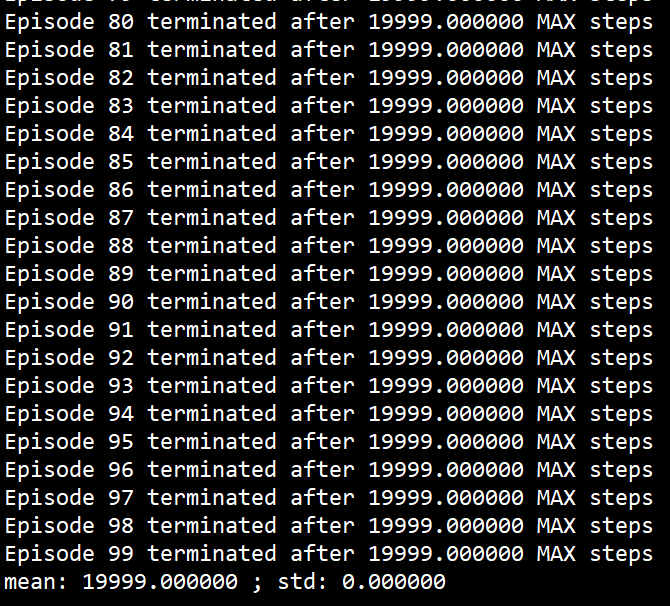 Episode 79 terminated after 19999.000000 MAX steps
Episode 80 terminated after 19999.000000 MAX steps
Episode 81 terminated after 19999.000000 MAX steps
Episode 82 terminated after 19999.000000 MAX steps
Episode 83 terminated after 19999.000000 MAX steps
Episode 84 terminated after 19999.000000 MAX steps
Episode 85 terminated after 19999.000000 MAX steps
Episode 86 terminated after 19999.000000 MAX steps
Episode 87 terminated after 19999.000000 MAX steps
Episode 88 terminated after 19999.000000 MAX steps
Episode 89 terminated after 19999.000000 MAX steps
Episode 90 terminated after 19999.000000 MAX steps
Episode 91 terminated after 19999.000000 MAX steps
Episode 92 terminated after 19999.000000 MAX steps
Episode 93 terminated after 19999.000000 MAX steps
Episode 94 terminated after 19999.000000 MAX steps
Episode 95 terminated after 19999.000000 MAX steps
Episode 96 terminated after 19999.000000 MAX steps
Episode 97 terminated after 19999.000000 MAX steps
Episode 98 terminated after 19999.000000 MAX steps
Episode 99 terminated after 19999.000000 MAX steps
mean: 19999.000000 ; std: 0.000000